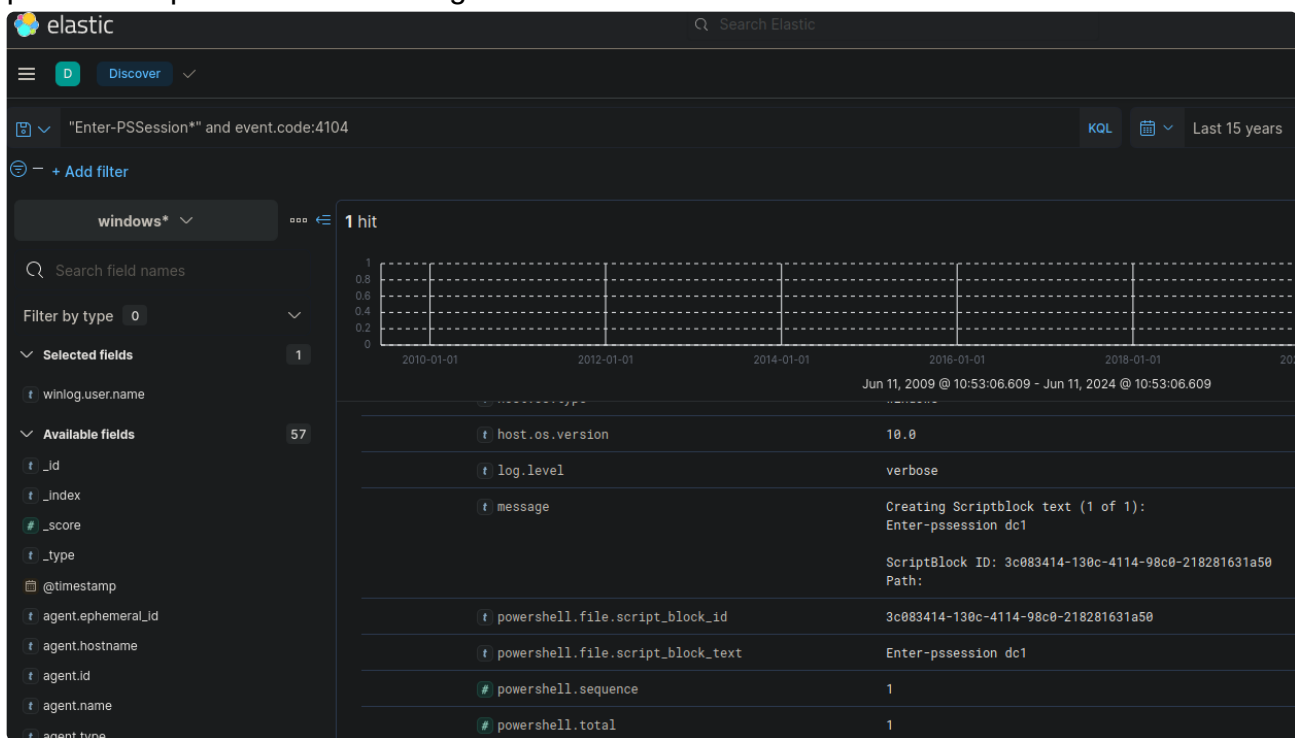 elastic
Search Elastic
D
Discover
"Enter-PSSession*" and event.code:4104
KQL
Last 15 years
+ Add filter
windows*
1 hit
Search field names
Filter by type 0
Selected fields 1
t winlog.user.name
Available fields 57
t _id
t _index
# _score
t _type
@timestamp
t agent.ephemeral_id
t agent.hostname
t agent.id
t agent.name
t agent.type
1
0.8
0.6
0.4
0.2
0
2010-01-01 2012-01-01 2014-01-01 2016-01-01 2018-01-01
Jun 11, 2009 @ 10:53:06.609 - Jun 11, 2024 @ 10:53:06.609
t host.os.version 10.0
t log.level verbose
t message Creating Scriptblock text (1 of 1):
Enter-pssession dc1
ScriptBlock ID: 3c083414-130c-4114-98c0-218281631a50
Path:
t powershell.file.script_block_id 3c083414-130c-4114-98c0-218281631a50
t powershell.file.script_block_text Enter-pssession dc1
# powershell.sequence 1
# powershell.total 1